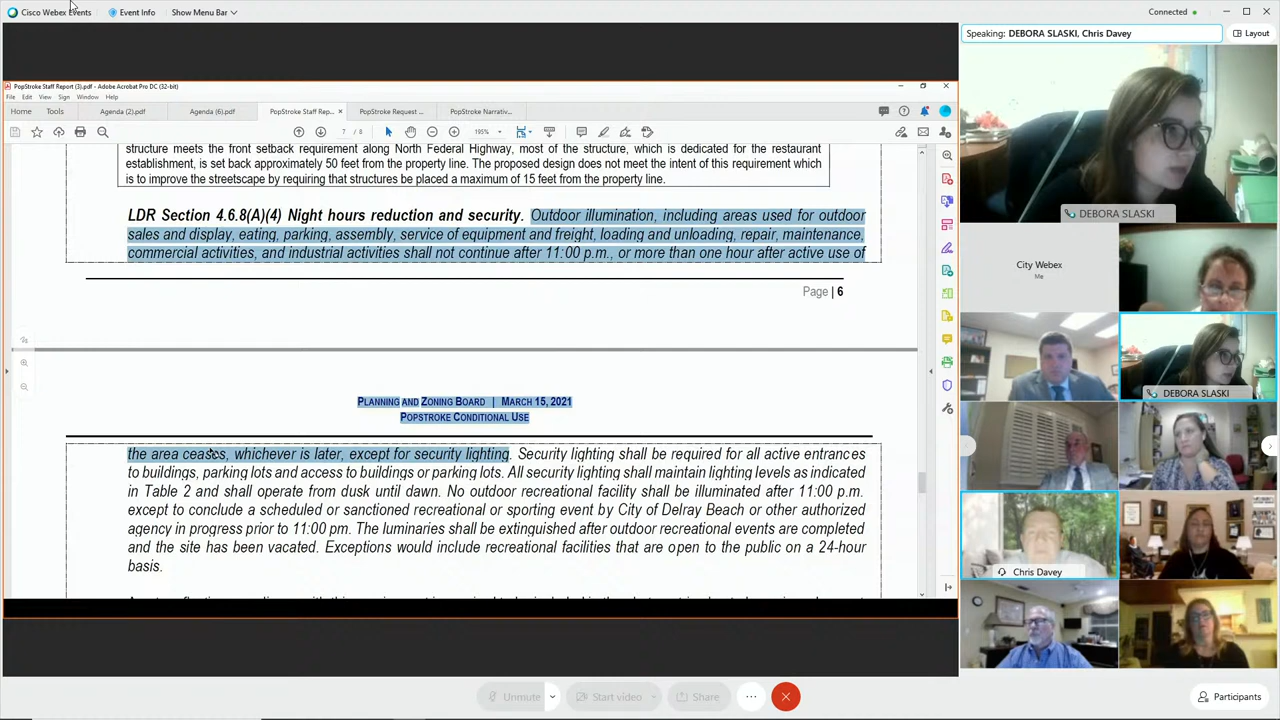 Cisco Webex Events
Event Info
Show Menu Bar
Connected
Speaking: DEBORA SLASKI, Chris Davey
Layout
PopStroke Staff Report (3).pdf - Adobe Acrobat Pro DC (32-bit)
File Edit View Sign Window Help
Home Tools Agenda (2).pdf Agenda (6).pdf PopStroke Staff Rep... × PopStroke Request ... PopStroke Narrativ...
7 / 8 195%
structure meets the front setback requirement along North Federal Highway, most of the structure, which is dedicated for the restaurant
establishment, is set back approximately 50 feet from the property line. The proposed design does not meet the intent of this requirement which
is to improve the streetscape by requiring that structures be placed a maximum of 15 feet from the property line.
LDR Section 4.6.8(A)(4) Night hours reduction and security. Outdoor illumination, including areas used for outdoor
sales and display, eating, parking, assembly, service of equipment and freight, loading and unloading, repair, maintenance,
commercial activities, and industrial activities shall not continue after 11:00 p.m., or more than one hour after active use of
Page | 6
PLANNING AND ZONING BOARD | MARCH 15, 2021
POPSTROKE CONDITIONAL USE
the area ceases, whichever is later, except for security lighting. Security lighting shall be required for all active entrances
to buildings, parking lots and access to buildings or parking lots. All security lighting shall maintain lighting levels as indicated
in Table 2 and shall operate from dusk until dawn. No outdoor recreational facility shall be illuminated after 11:00 p.m.
except to conclude a scheduled or sanctioned recreational or sporting event by City of Delray Beach or other authorized
agency in progress prior to 11:00 pm. The luminaries shall be extinguished after outdoor recreational events are completed
and the site has been vacated. Exceptions would include recreational facilities that are open to the public on a 24-hour
basis.
DEBORA SLASKI
City Webex
Me
DEBORA SLASKI
Chris Davey
Unmute
Start video
Share
Participants